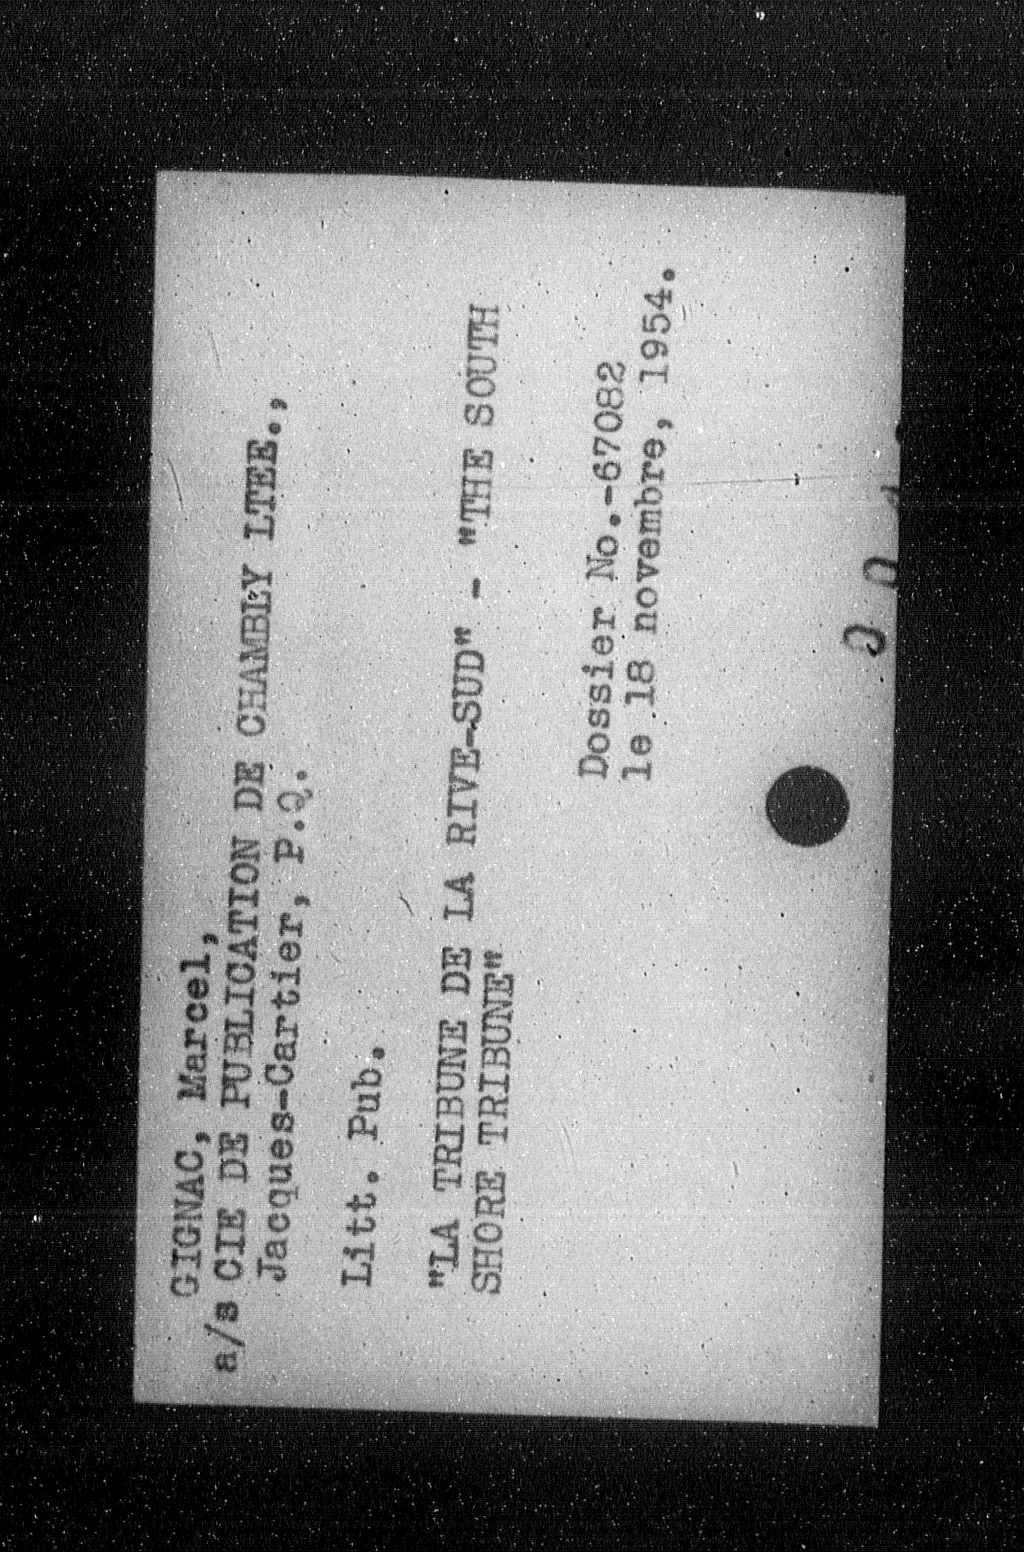 GIGNAC, Marcel,
a/s CIE DE PUBLICATION DE CHAMBLY LTEE.,
Jacques-Cartier, P.Q.
Litt. Pub.
"LA TRIBUNE DE LA RIVE-SUD" - "THE SOUTH
SHORE TRIBUNE"
Dossier No.-67082
le 18 novembre, 1954.